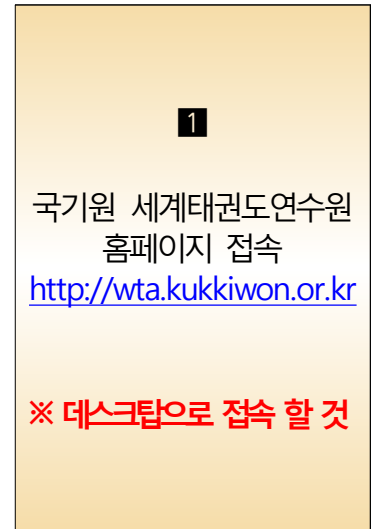 1
국기원 세계태권도연수원
홈페이지 접속
http://wta.kukkiwon.or.kr
※ 데스크탑으로 접속 할 것